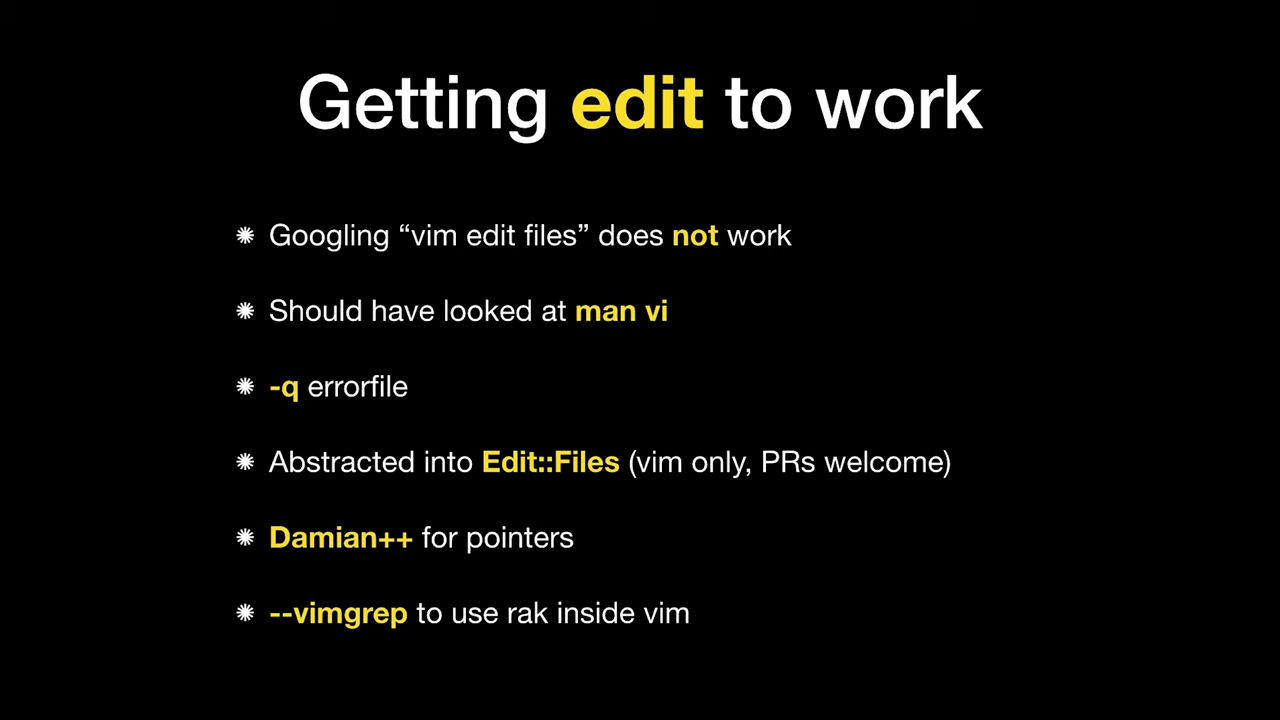 Getting edit to work
Googling “vim edit files” does not work
Should have looked at man vi
-q errorfile
Abstracted into Edit::Files (vim only, PRs welcome)
Damian++ for pointers
--vimgrep to use rak inside vim